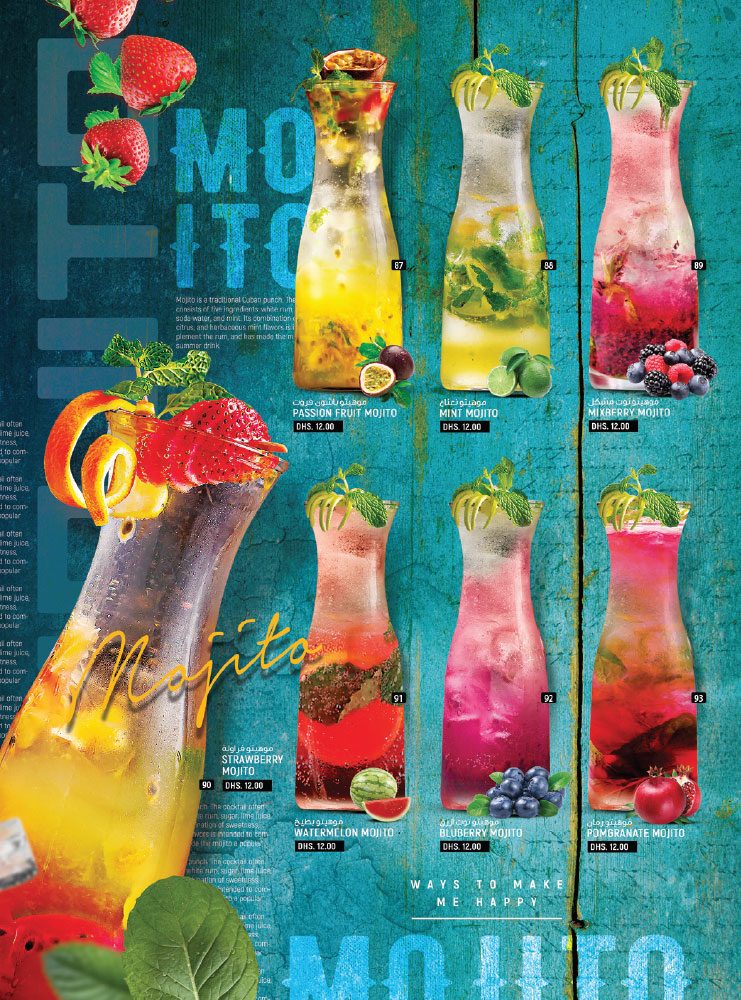 MO
JITO
Mojito is a traditional Cuban punch. The
consists of five ingredients: white rum
soda water, and mint. Its combination
citrus, and herbaceous mint flavors is
plement the rum, and has made the m
summer drink
87
موهيتو باشون فروت
PASSION FRUIT MOJITO
DHS. 12.00
88
موهيتو نعناع
MINT MOJITO
DHS. 12.00
89
موهيتو توت مشكل
MIXBERRY MOJITO
DHS. 12.00
Mojito
90
موهيتو فراولة
STRAWBERRY
MOJITO
DHS. 12.00
91
موهيتو بطيخ
WATERMELON MOJITO
DHS. 12.00
92
موهيتو توت ازرق
BLUBERRY MOJITO
DHS. 12.00
93
موهيتو رمان
POMBRANATE MOJITO
DHS. 12.00
WAYS TO MAKE
ME HAPPY
MOJITO